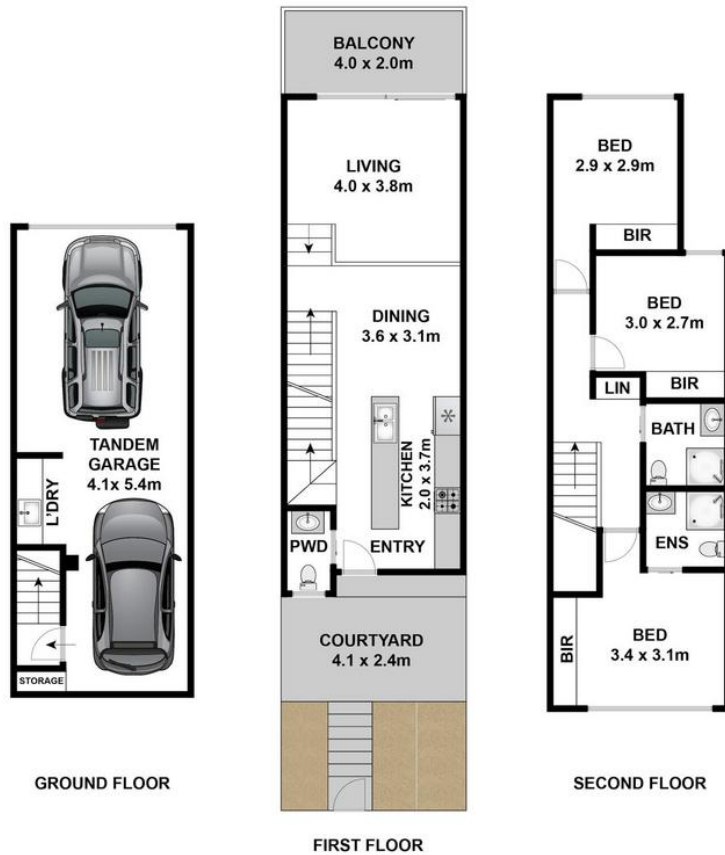 BALCONY
4.0 x 2.0m
LIVING
4.0 x 3.8m
DINING
3.6 x 3.1m
KITCHEN
2.0 x 3.7m
PWD
ENTRY
COURTYARD
4.1 x 2.4m
FIRST FLOOR
TANDEM
GARAGE
4.1x 5.4m
L'DRY
STORAGE
GROUND FLOOR
BED
2.9 x 2.9m
BIR
BED
3.0 x 2.7m
LIN
BIR
BATH
ENS
BED
3.4 x 3.1m
BIR
SECOND FLOOR